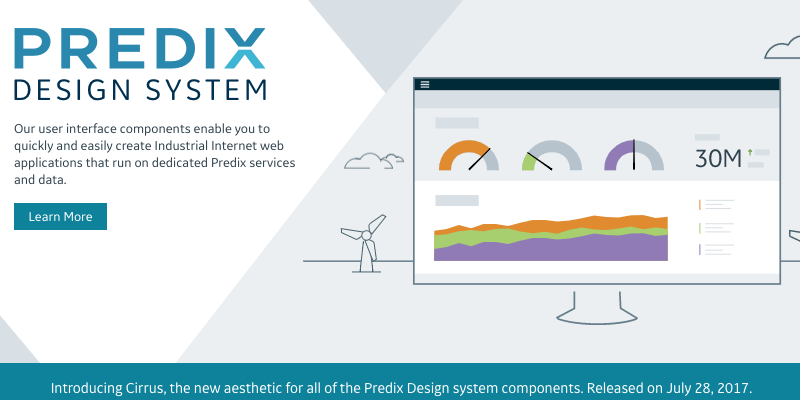 PREDIX
DESIGN SYSTEM
Our user interface components enable you to
quickly and easily create Industrial Internet web
applications that run on dedicated Predix services
and data.
Learn More
30M
Introducing Cirrus, the new aesthetic for all of the Predix Design system components. Released on July 28, 2017.